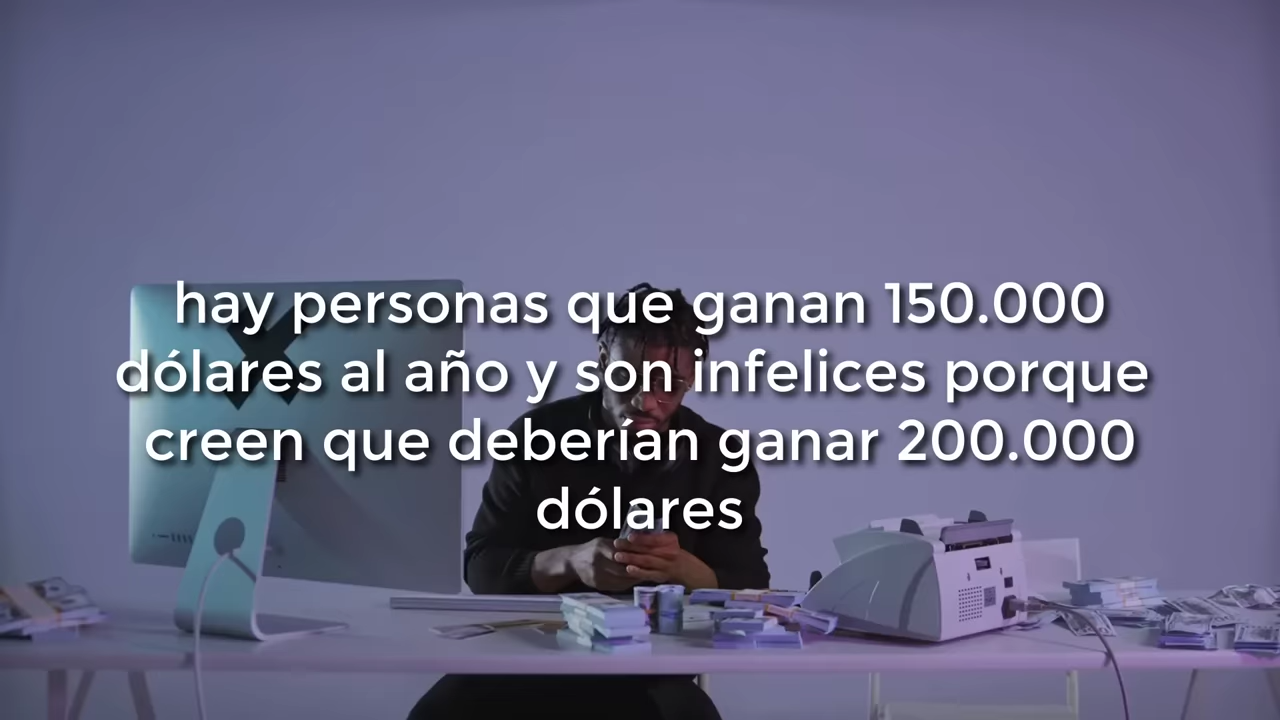 hay personas que ganan 150.000
dólares al año y son infelices porque
creen que deberían ganar 200.000
dólares